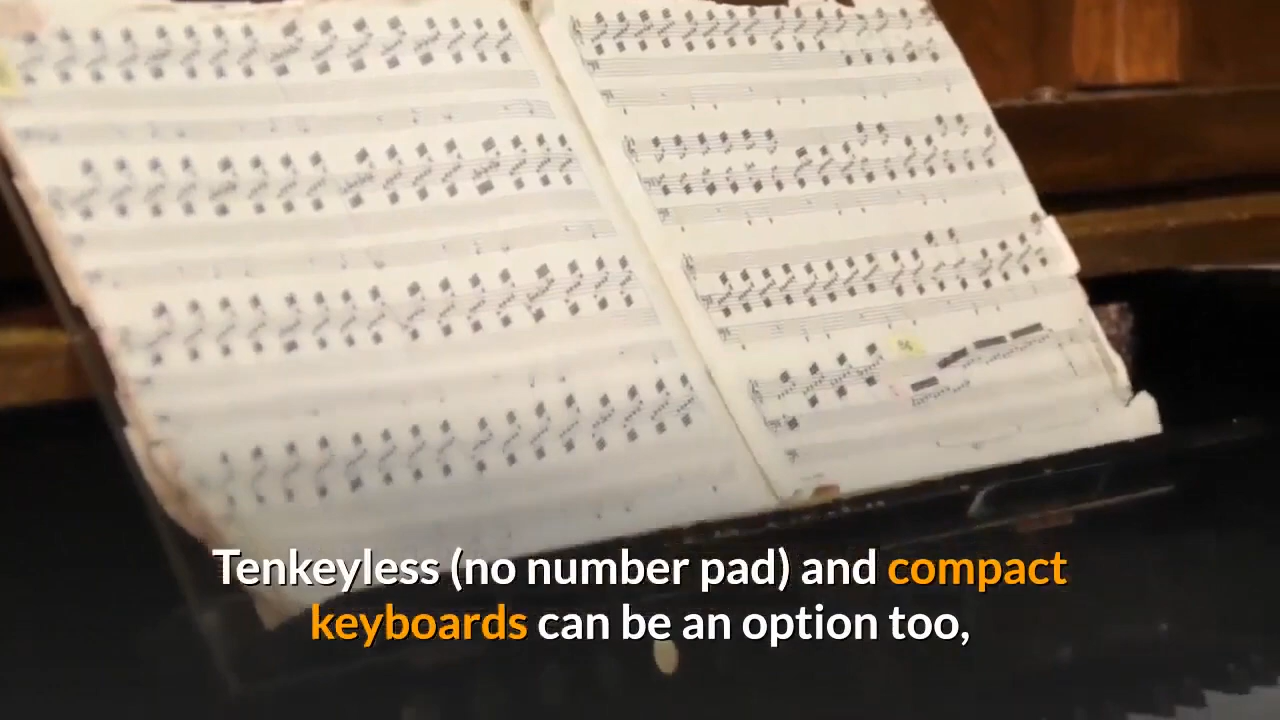 Tenkeyless (no number pad) and compact
keyboards can be an option too,